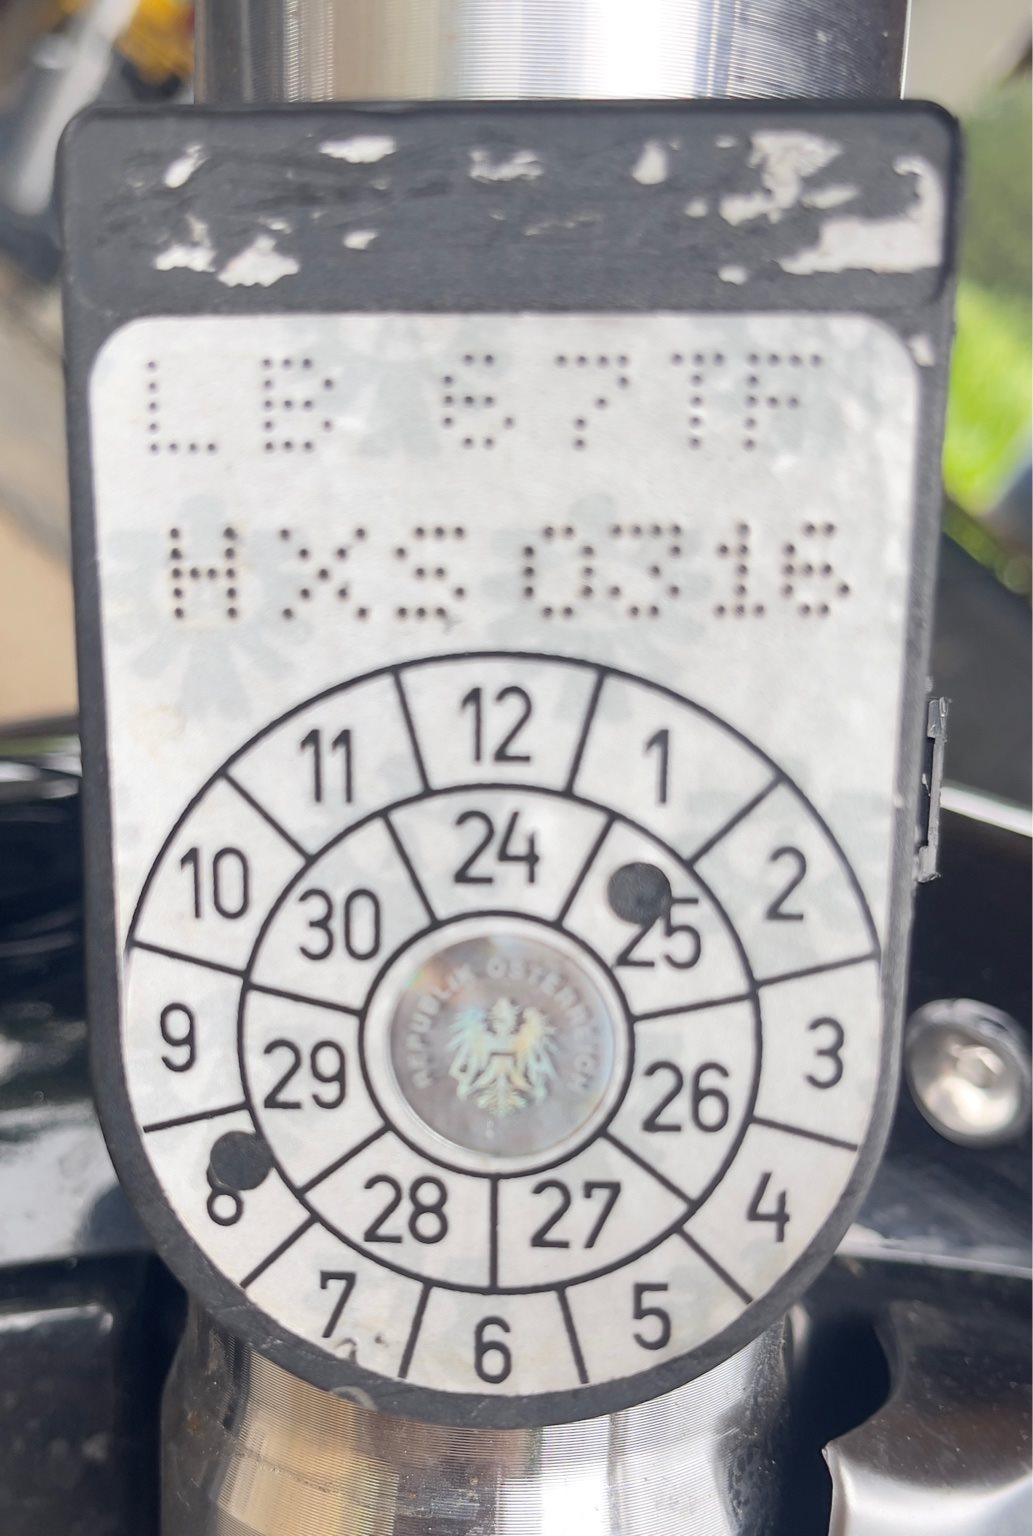 LB 67TF
HXS 0316
12
11 1
24
10 30 25 2
REPUBLIK ÖSTERREICH
9 29 26 3
8 28 27 4
7 6 5